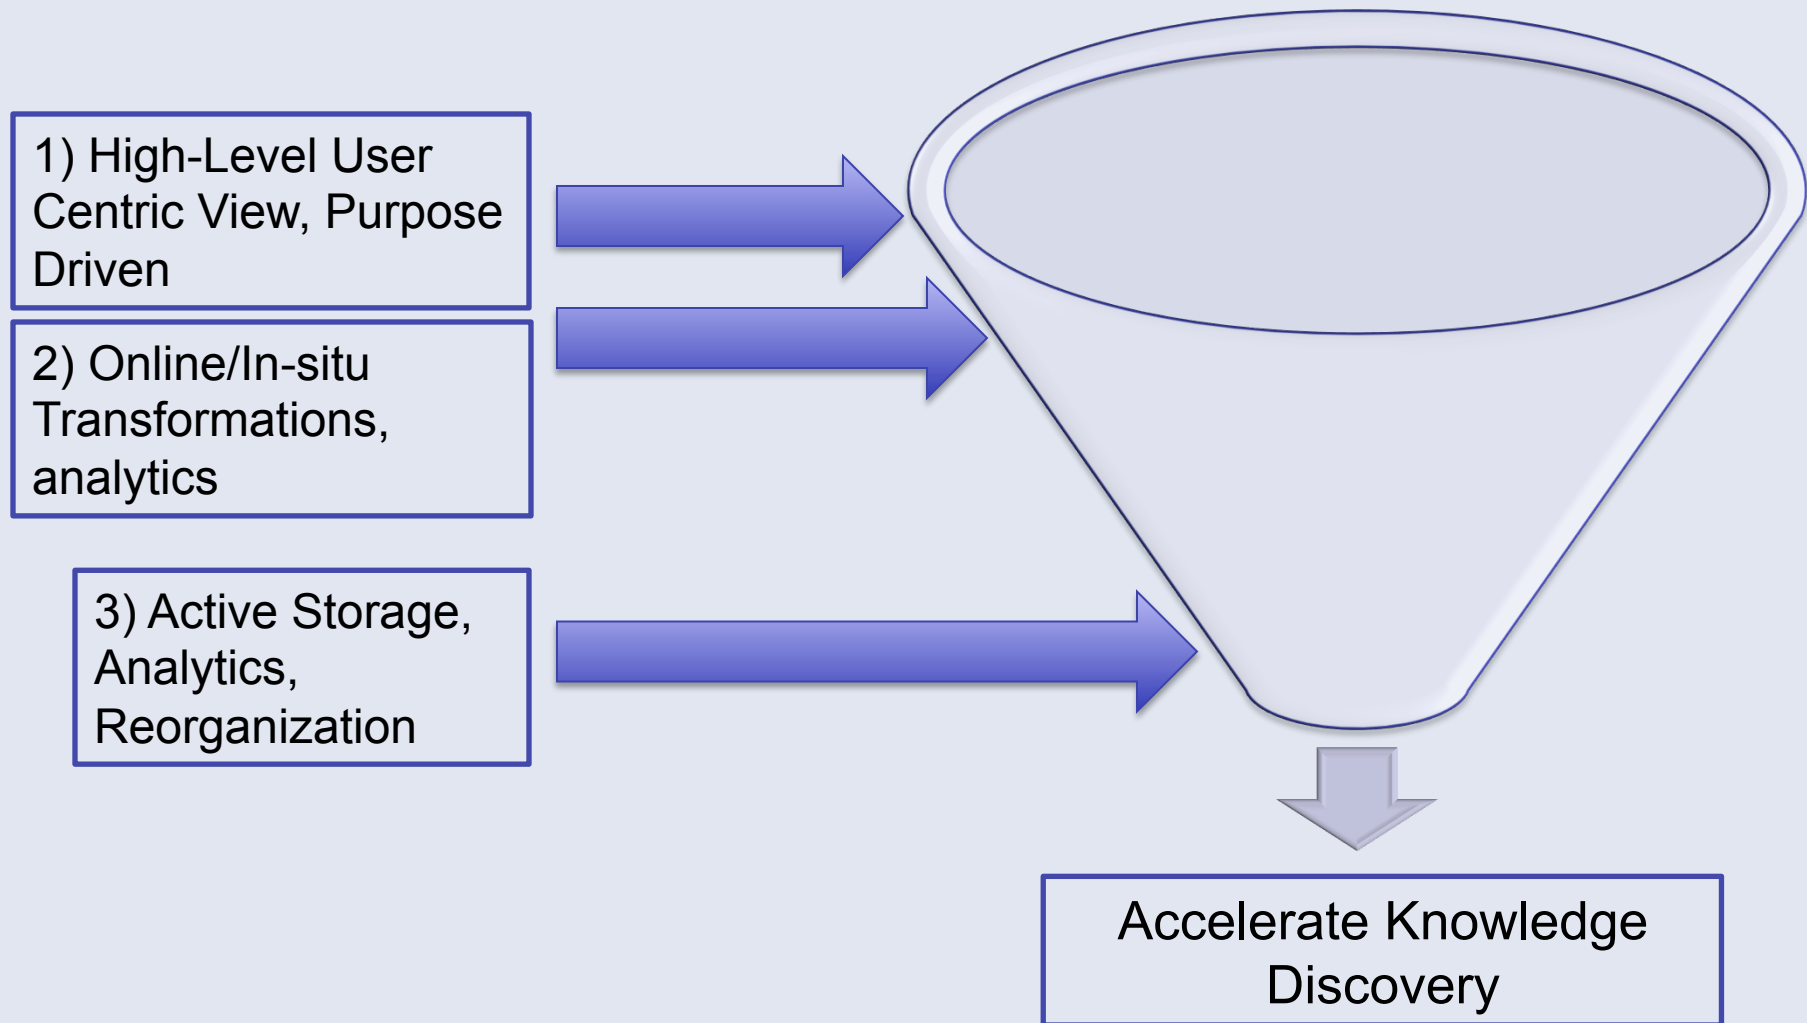 1) High-Level User
Centric View, Purpose
Driven
2) Online/In-situ
Transformations,
analytics
3) Active Storage,
Analytics,
Reorganization
Accelerate Knowledge
Discovery